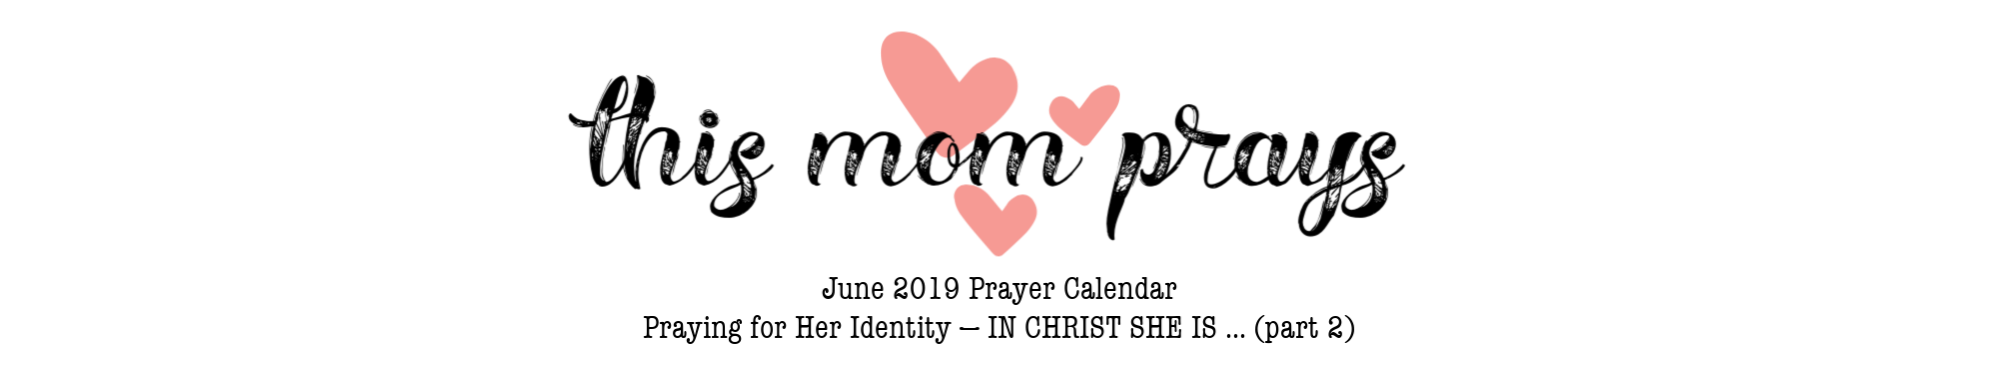 this mom prays
June 2019 Prayer Calendar
Praying for Her Identity – IN CHRIST SHE IS ... (part 2)